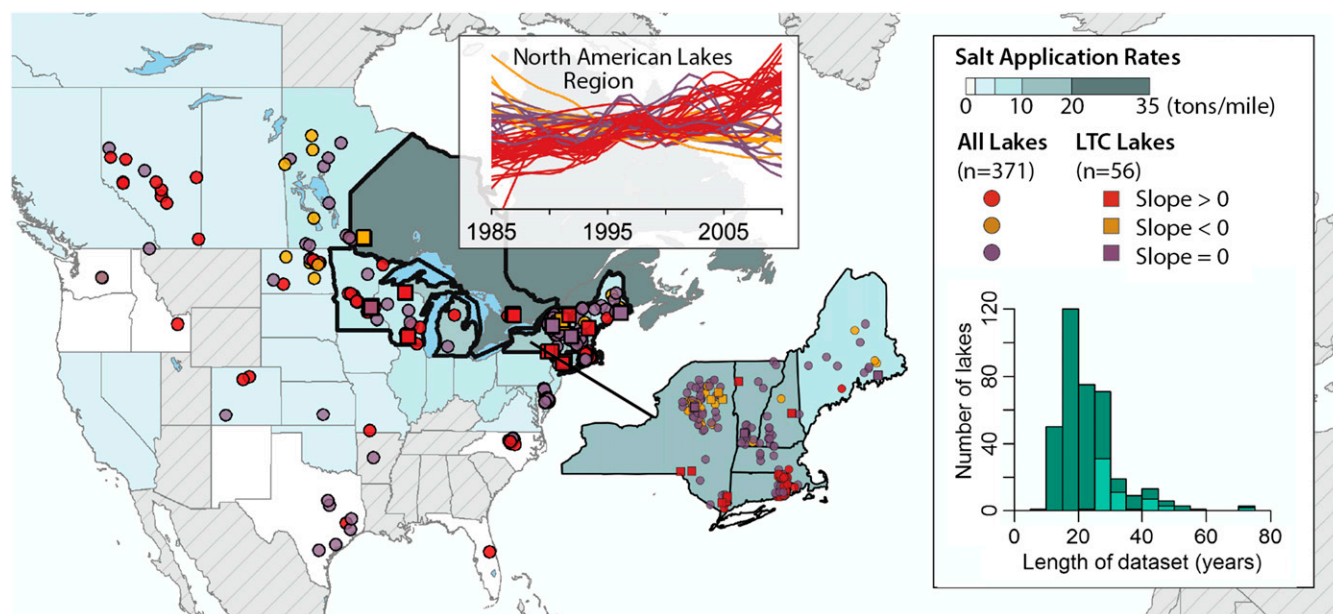 North American Lakes
Region
1985 1995 2005
Salt Application Rates
0 10 20 35 (tons/mile)
All Lakes LTC Lakes
(n=371) (n=56)
Slope > 0
Slope < 0
Slope = 0
Number of lakes
120
80
40
0
0 20 40 60 80
Length of dataset (years)